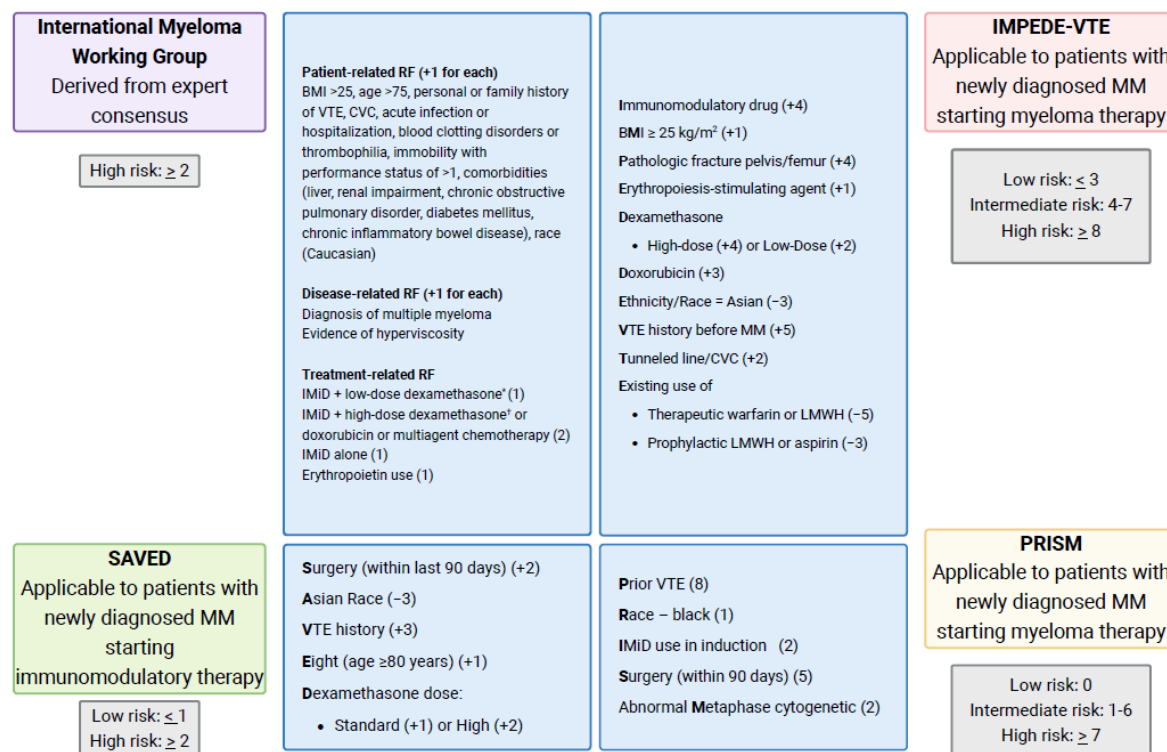 International Myeloma
Working Group
Derived from expert
consensus
High risk: ≥ 2
Patient-related RF (+1 for each)
BMI >25, age >75, personal or family history
of VTE, CVC, acute infection or
hospitalization, blood clotting disorders or
thrombophilia, immobility with
performance status of >1, comorbidities
(liver, renal impairment, chronic obstructive
pulmonary disorder, diabetes mellitus,
chronic inflammatory bowel disease), race
(Caucasian)
Disease-related RF (+1 for each)
Diagnosis of multiple myeloma
Evidence of hyperviscosity
Treatment-related RF
IMiD + low-dose dexamethasone* (1)
IMiD + high-dose dexamethasone† or
doxorubicin or multiagent chemotherapy (2)
IMiD alone (1)
Erythropoietin use (1)
Immunomodulatory drug (+4)
BMI ≥ 25 kg/m² (+1)
Pathologic fracture pelvis/femur (+4)
Erythropoiesis-stimulating agent (+1)
Dexamethasone
• High-dose (+4) or Low-Dose (+2)
Doxorubicin (+3)
Ethnicity/Race = Asian (−3)
VTE history before MM (+5)
Tunneled line/CVC (+2)
Existing use of
• Therapeutic warfarin or LMWH (−5)
• Prophylactic LMWH or aspirin (−3)
IMPEDE-VTE
Applicable to patients with
newly diagnosed MM
starting myeloma therapy
Low risk: ≤ 3
Intermediate risk: 4-7
High risk: ≥ 8
SAVED
Applicable to patients with
newly diagnosed MM
starting
immunomodulatory therapy
Low risk: ≤ 1
High risk: ≥ 2
Surgery (within last 90 days) (+2)
Asian Race (−3)
VTE history (+3)
Eight (age ≥80 years) (+1)
Dexamethasone dose:
• Standard (+1) or High (+2)
Prior VTE (8)
Race – black (1)
IMiD use in induction (2)
Surgery (within 90 days) (5)
Abnormal Metaphase cytogenetic (2)
PRISM
Applicable to patients with
newly diagnosed MM
starting myeloma therapy
Low risk: 0
Intermediate risk: 1-6
High risk: ≥ 7